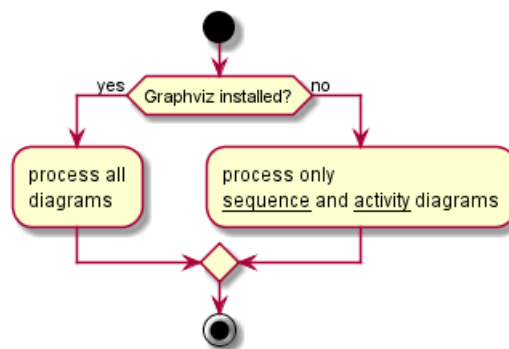 Graphviz installed?
yes
no
process all
diagrams
process only
sequence and activity diagrams